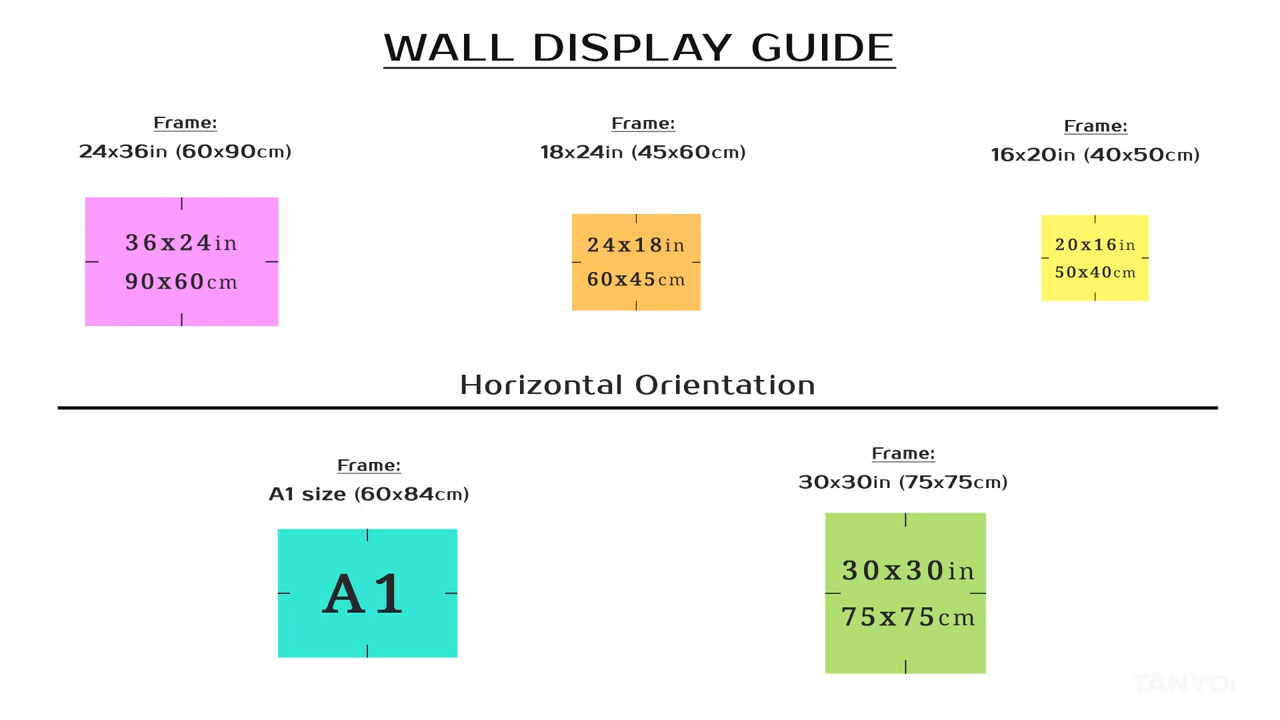 WALL DISPLAY GUIDE
Frame:
24x36in (60x90cm)
36x24in
90x60cm
Frame:
18x24in (45x60cm)
24x18in
60x45cm
Frame:
16x20in (40x50cm)
20x16in
50x40cm
Horizontal Orientation
Frame:
A1 size (60x84cm)
A1
Frame:
30x30in (75x75cm)
30x30in
75x75cm